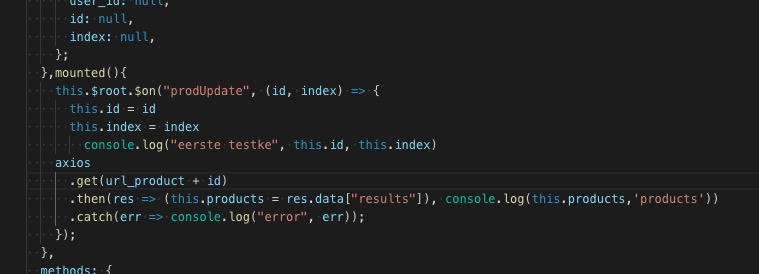 user_id: null,
id: null,
index: null,
};
},mounted(){
this.$root.$on("prodUpdate", (id, index) => {
this.id = id
this.index = index
console.log("eerste testke", this.id, this.index)
axios
.get(url_product + id)
.then(res => (this.products = res.data["results"]), console.log(this.products,'products'))
.catch(err => console.log("error", err));
});
},
methods: {